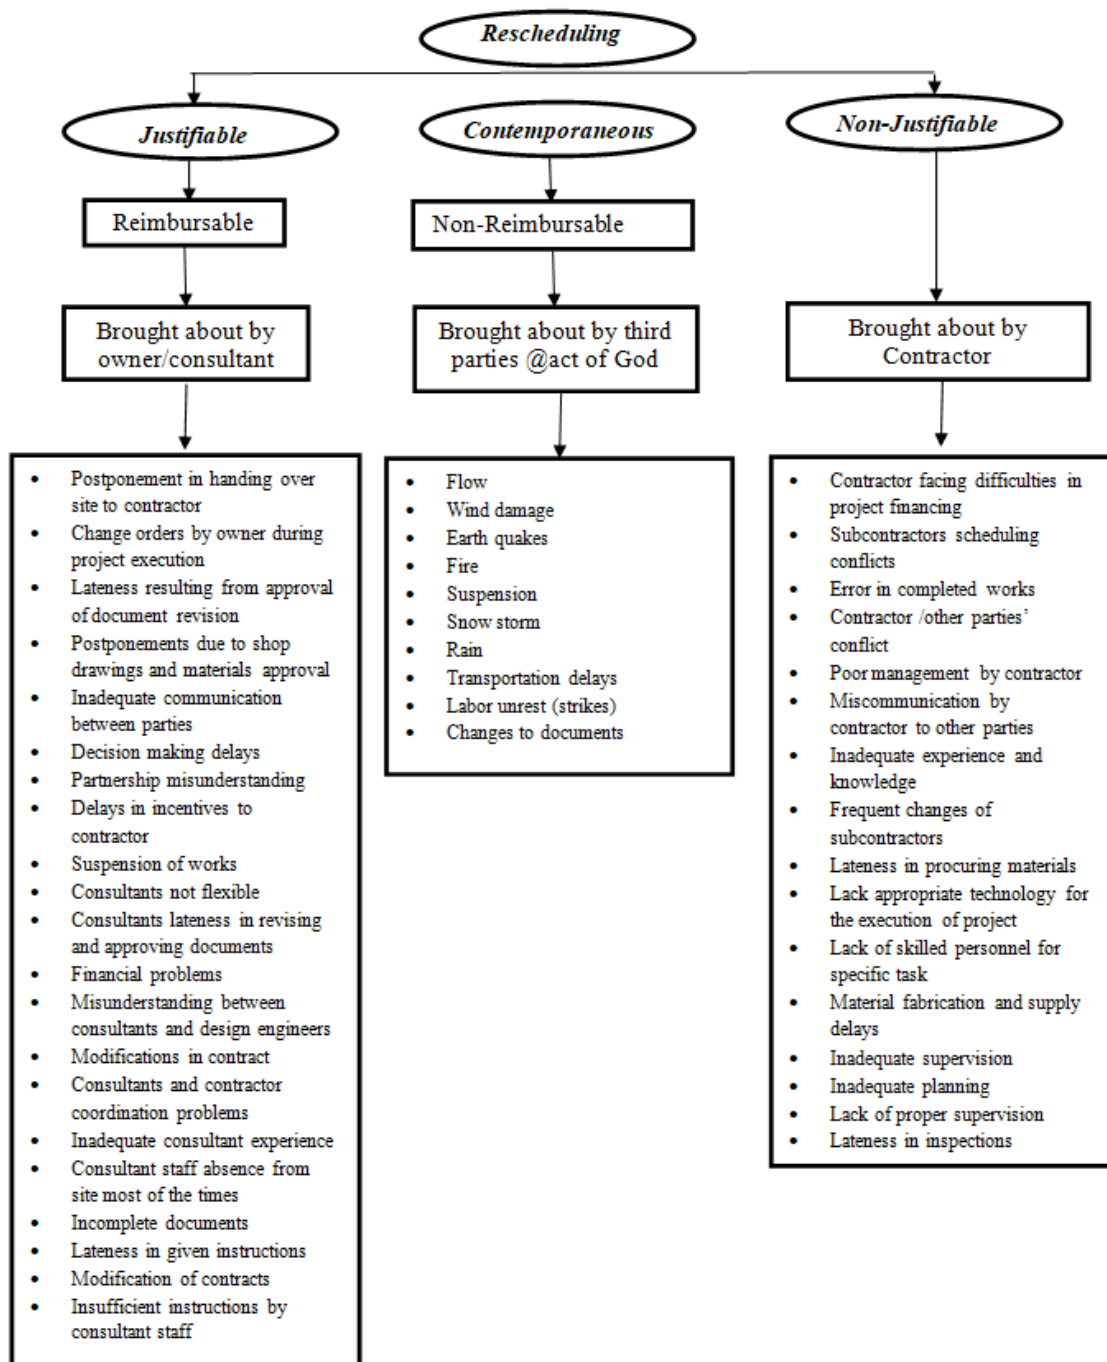 Rescheduling
Justifiable
Contemporaneous
Non-Justifiable
Reimbursable
Non-Reimbursable
Brought about by
owner/consultant
Brought about by third
parties @act of God
Brought about by
Contractor
• Postponement in handing over
site to contractor
• Change orders by owner during
project execution
• Lateness resulting from approval
of document revision
• Postponements due to shop
drawings and materials approval
• Inadequate communication
between parties
• Decision making delays
• Partnership misunderstanding
• Delays in incentives to
contractor
• Suspension of works
• Consultants not flexible
• Consultants lateness in revising
and approving documents
• Financial problems
• Misunderstanding between
consultants and design engineers
• Modifications in contract
• Consultants and contractor
coordination problems
• Inadequate consultant experience
• Consultant staff absence from
site most of the times
• Incomplete documents
• Lateness in given instructions
• Modification of contracts
• Insufficient instructions by
consultant staff
• Flow
• Wind damage
• Earth quakes
• Fire
• Suspension
• Snow storm
• Rain
• Transportation delays
• Labor unrest (strikes)
• Changes to documents
• Contractor facing difficulties in
project financing
• Subcontractors scheduling
conflicts
• Error in completed works
• Contractor /other parties’
conflict
• Poor management by contractor
• Miscommunication by
contractor to other parties
• Inadequate experience and
knowledge
• Frequent changes of
subcontractors
• Lateness in procuring materials
• Lack appropriate technology for
the execution of project
• Lack of skilled personnel for
specific task
• Material fabrication and supply
delays
• Inadequate supervision
• Inadequate planning
• Lack of proper supervision
• Lateness in inspections